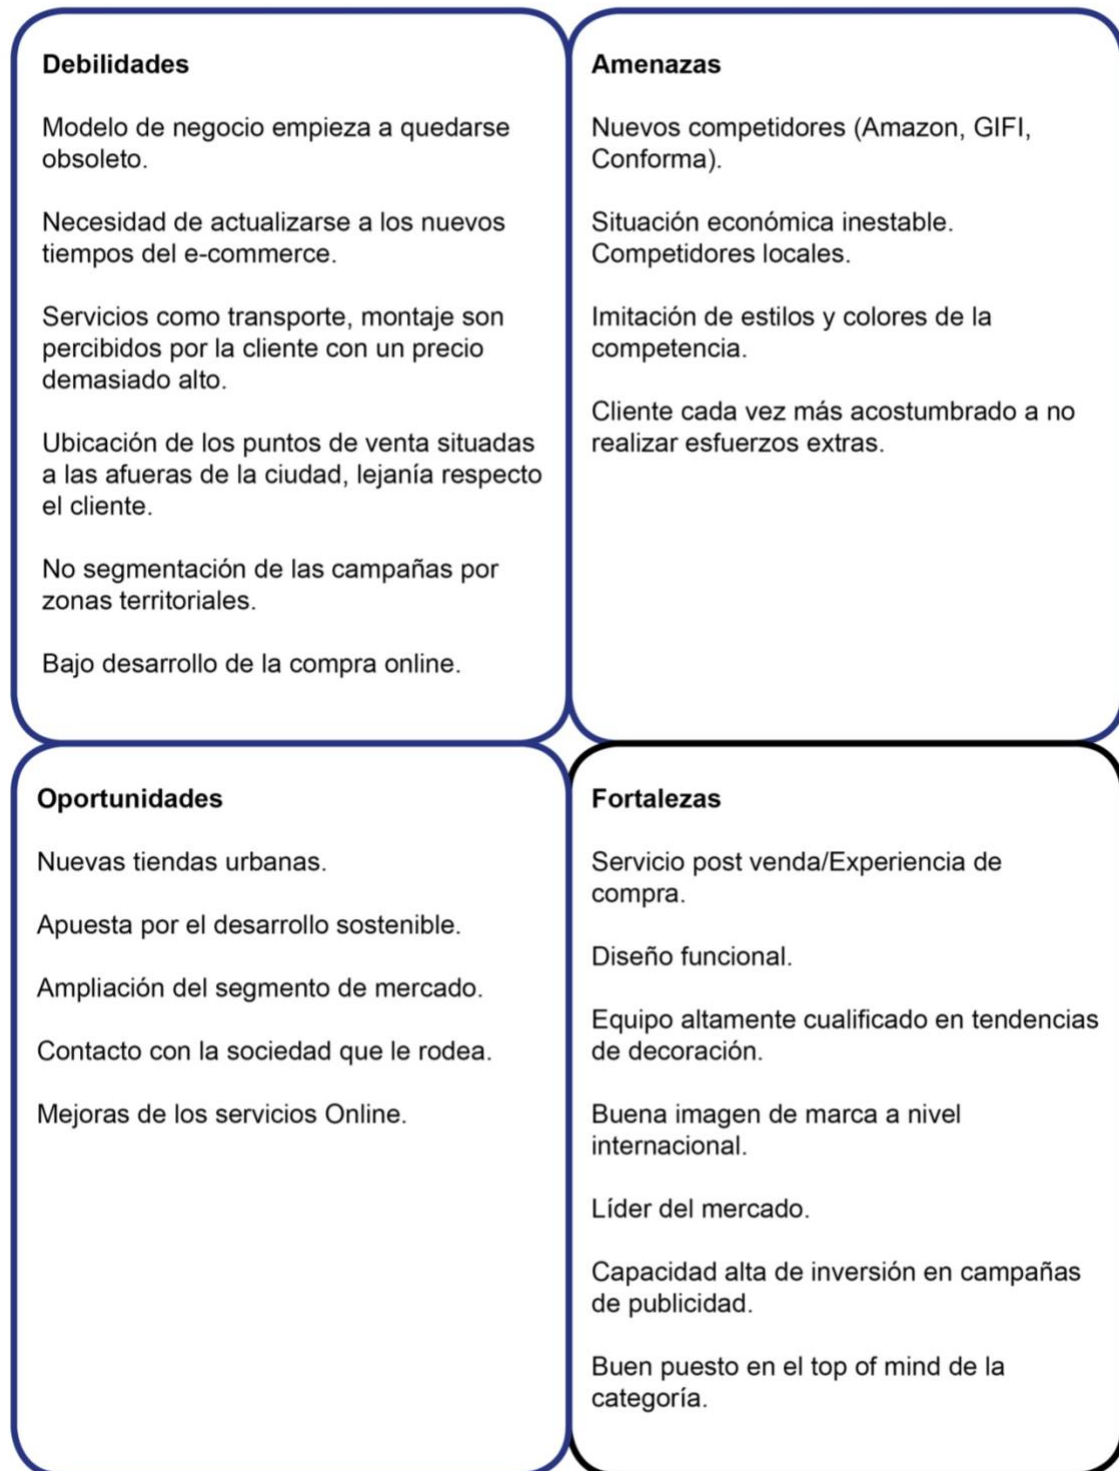 Debilidades
Modelo de negocio empieza a quedarse
obsoleto.
Necesidad de actualizarse a los nuevos
tiempos del e-commerce.
Servicios como transporte, montaje son
percibidos por la cliente con un precio
demasiado alto.
Ubicación de los puntos de venta situadas
a las afueras de la ciudad, lejanía respecto
el cliente.
No segmentación de las campañas por
zonas territoriales.
Bajo desarrollo de la compra online.
Amenazas
Nuevos competidores (Amazon, GIFI,
Conforma).
Situación económica inestable.
Competidores locales.
Imitación de estilos y colores de la
competencia.
Cliente cada vez más acostumbrado a no
realizar esfuerzos extras.
Oportunidades
Nuevas tiendas urbanas.
Apuesta por el desarrollo sostenible.
Ampliación del segmento de mercado.
Contacto con la sociedad que le rodea.
Mejoras de los servicios Online.
Fortalezas
Servicio post venda/Experiencia de
compra.
Diseño funcional.
Equipo altamente cualificado en tendencias
de decoración.
Buena imagen de marca a nivel
internacional.
Líder del mercado.
Capacidad alta de inversión en campañas
de publicidad.
Buen puesto en el top of mind de la
categoría.